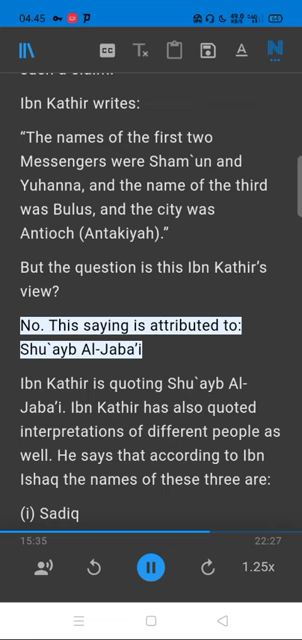 04.45
CC
such a claim.
Ibn Kathir writes:
“The names of the first two
Messengers were Sham`un and
Yuhanna, and the name of the third
was Bulus, and the city was
Antioch (Antakiyah).”
But the question is this Ibn Kathir’s
view?
No. This saying is attributed to:
Shu`ayb Al-Jaba’i
Ibn Kathir is quoting Shu`ayb Al-
Jaba’i. Ibn Kathir has also quoted
interpretations of different people as
well. He says that according to Ibn
Ishaq the names of these three are:
(i) Sadiq
15:35
22:27
1.25x